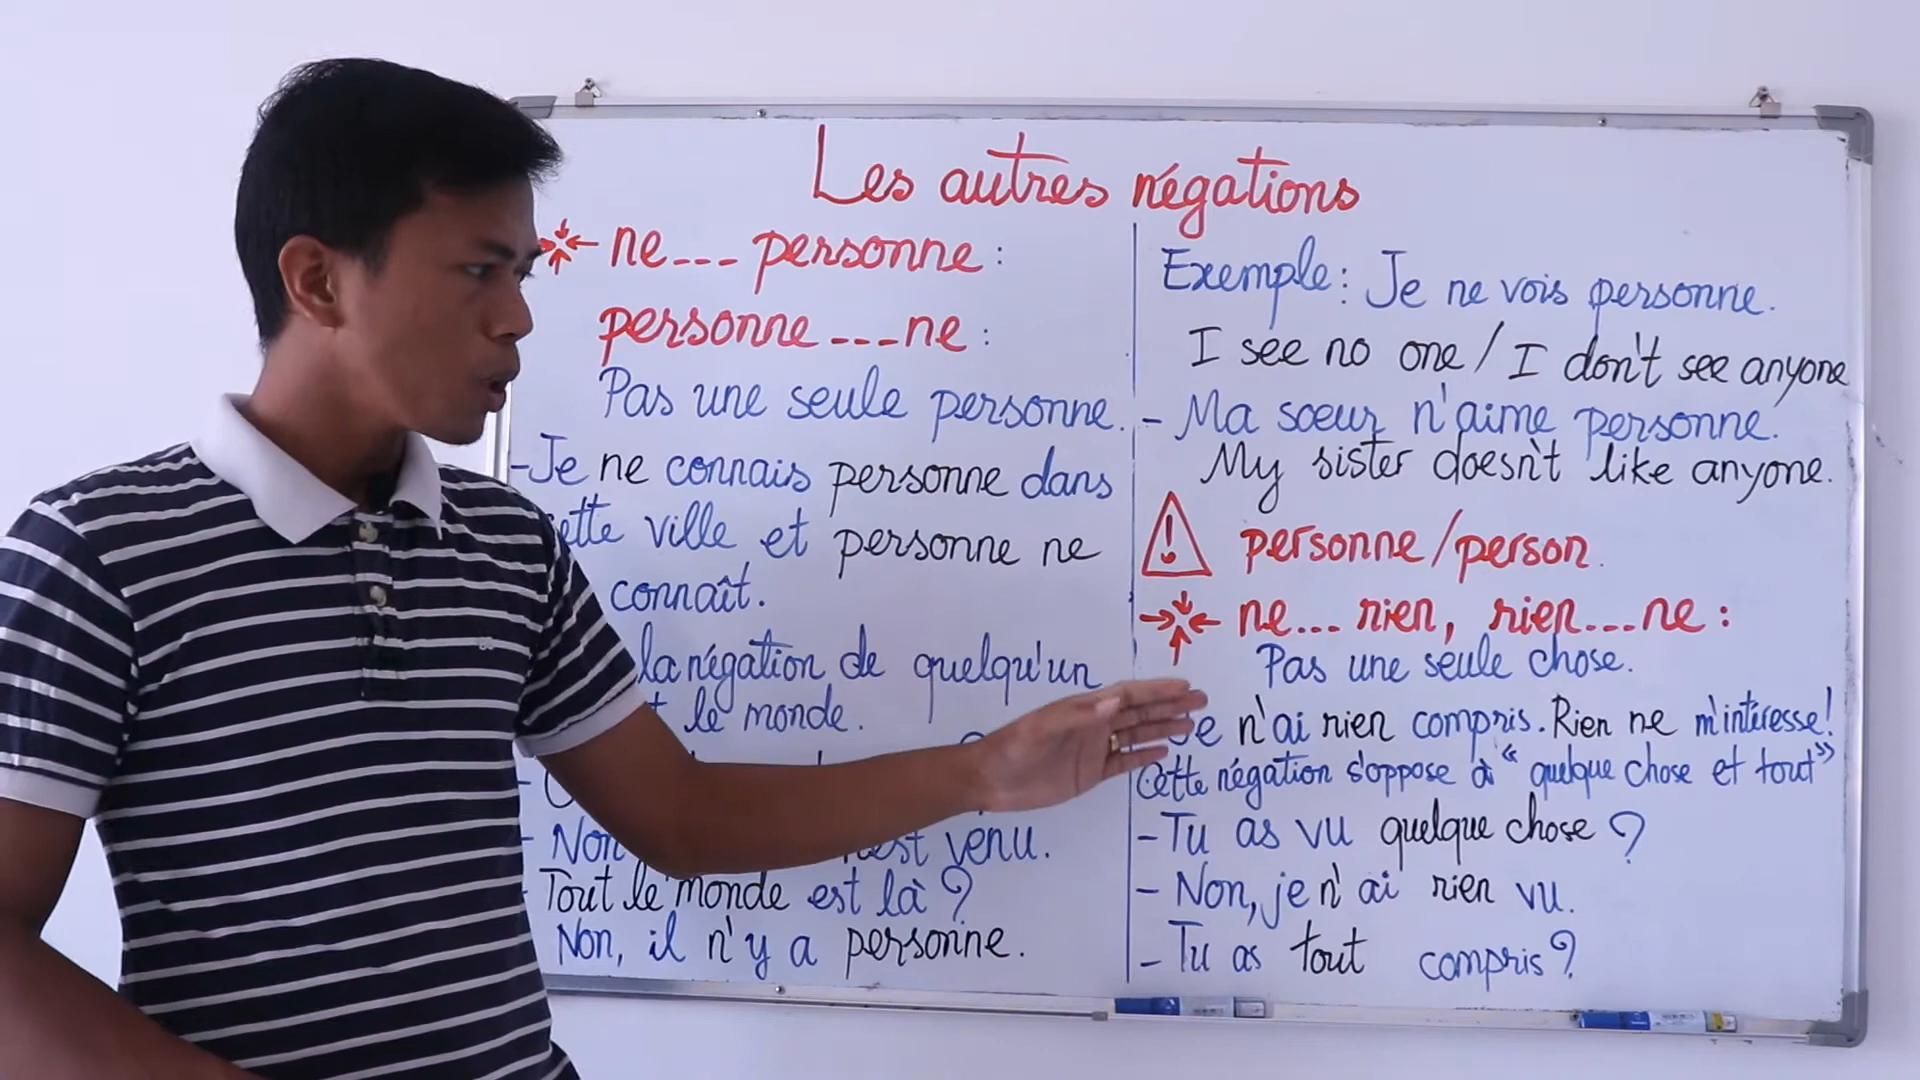 Les autres négations
ne--- personne :
personne ---ne :
Pas une seule personne.
-Je ne connais personne dans
ette ville et personne ne
connaît.
la négation de quelqu'un
le monde.
- Non n'est venu.
Tout le monde est là ?
Non, il n'y a personne.
Exemple : Je ne vois personne.
I see no one / I don't see anyone
- Ma sœur n'aime personne.
My sister doesn't like anyone.
! personne/person.
ne... rien, rien...ne :
Pas une seule chose.
Je n'ai rien compris. Rien ne m'intéresse!
Cette négation s'oppose à " quelque chose et tout"
-Tu as vu quelque chose ?
- Non, je n'ai rien vu.
- Tu as tout compris ?